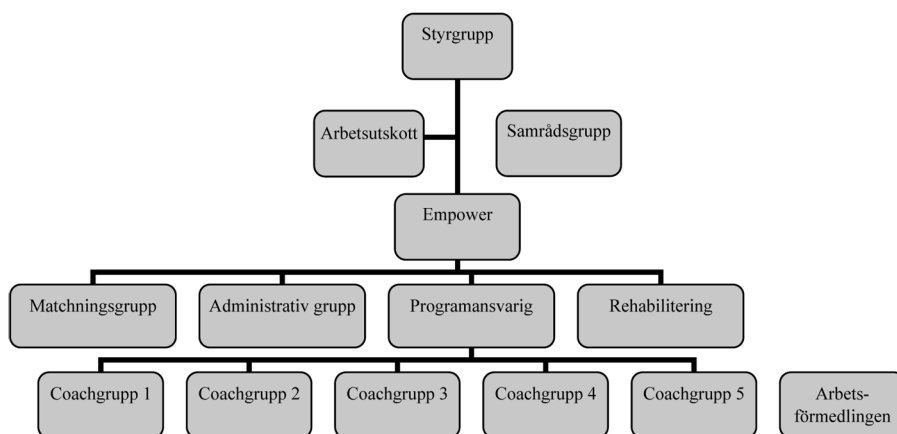 Styrgrupp
Arbetsutskott
Samrådsgrupp
Empower
Matchningsgrupp
Administrativ grupp
Programansvarig
Rehabilitering
Coachgrupp 1
Coachgrupp 2
Coachgrupp 3
Coachgrupp 4
Coachgrupp 5
Arbets-
förmedlingen